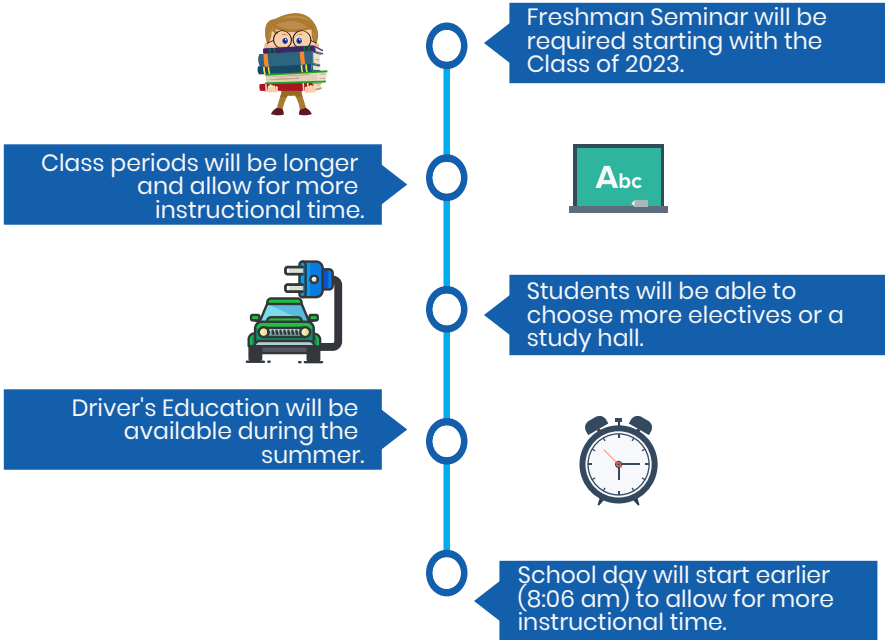 Freshman Seminar will be
required starting with the
Class of 2023.
Class periods will be longer
and allow for more
instructional time.
Abc
Students will be able to
choose more electives or a
study hall.
Driver's Education will be
available during the
summer.
School day will start earlier
(8:06 am) to allow for more
instructional time.